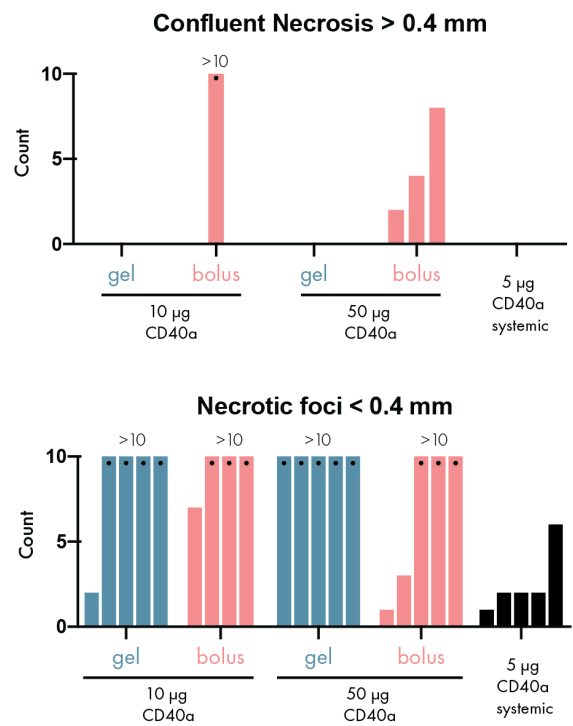 Confluent Necrosis > 0.4 mm
>10
10
5
0
Count
gel
bolus
gel
bolus
10 µg
CD40a
50 µg
CD40a
5 µg
CD40a
systemic
Necrotic foci < 0.4 mm
>10
>10
>10
>10
10
5
0
Count
gel
bolus
gel
bolus
10 µg
CD40a
50 µg
CD40a
5 µg
CD40a
systemic